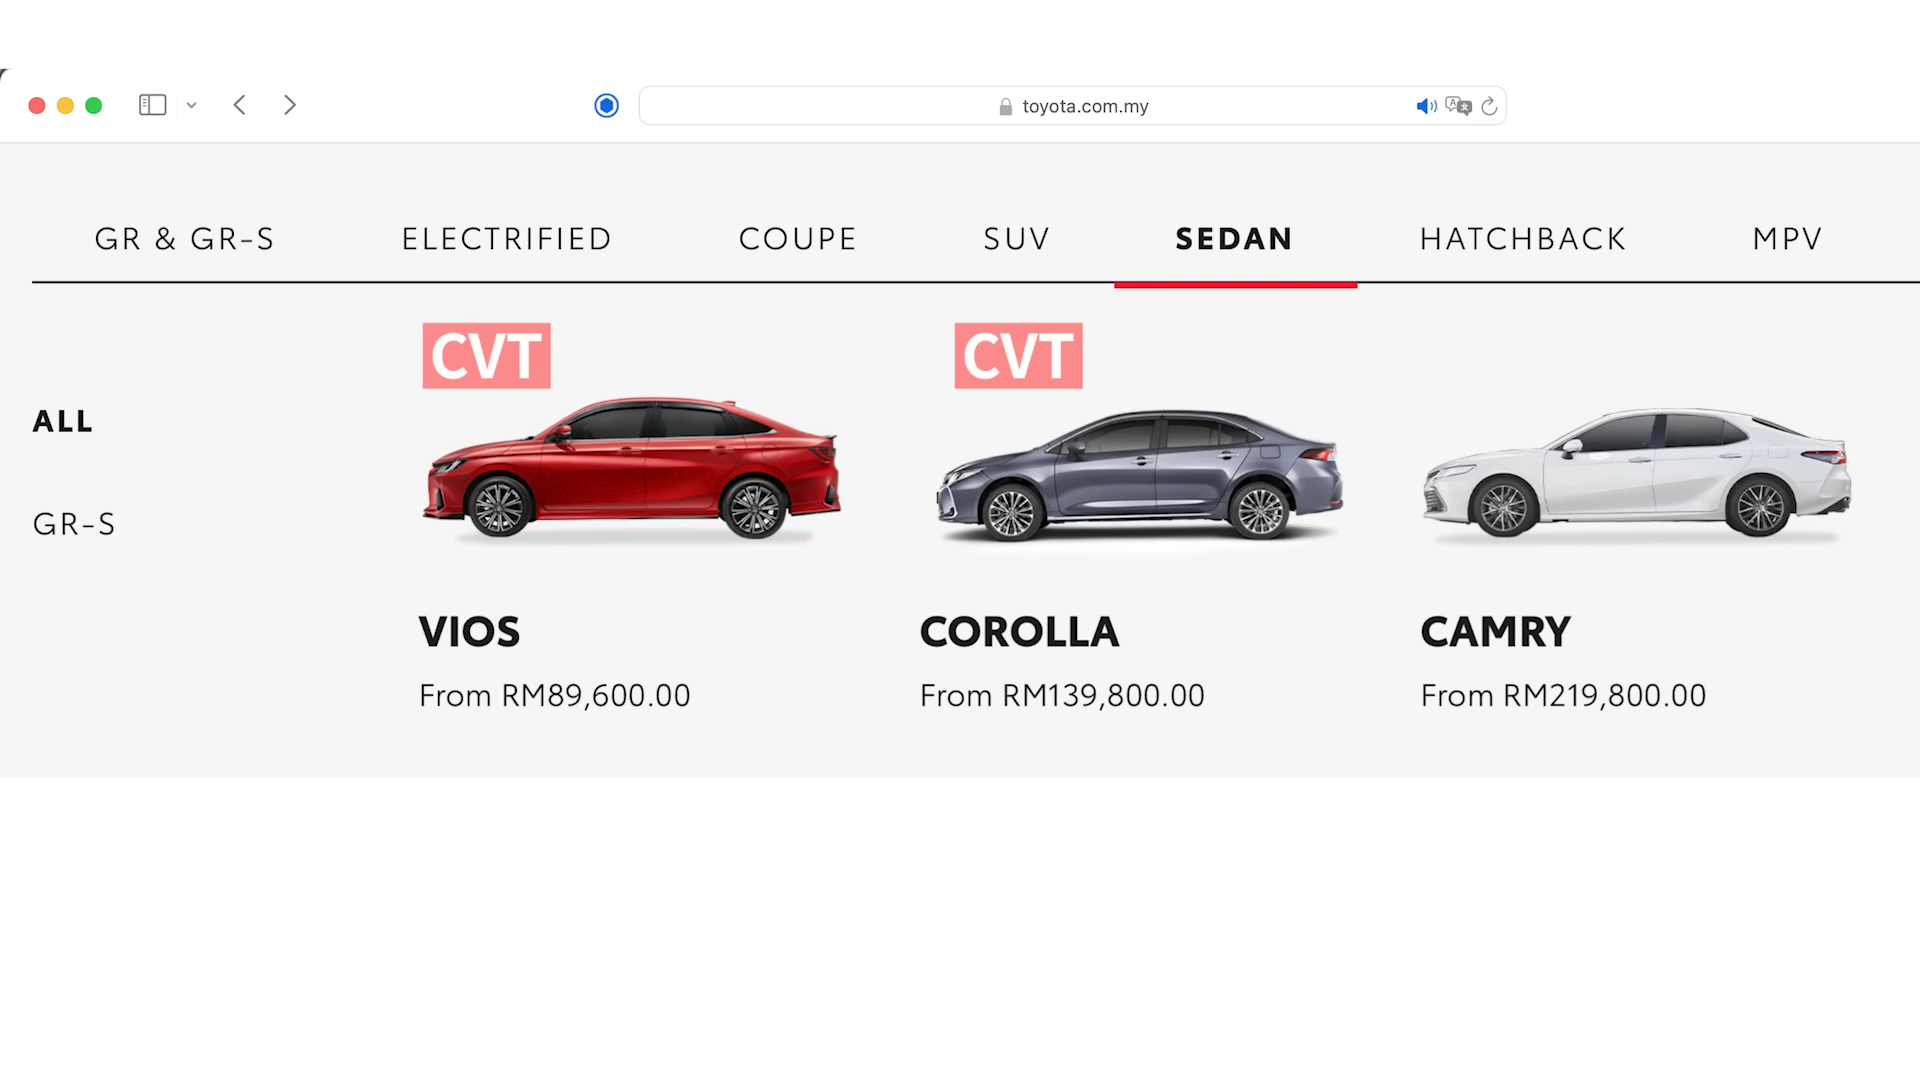 toyota.com.my
GR & GR-S ELECTRIFIED COUPE SUV SEDAN HATCHBACK MPV
CVT CVT
ALL
GR-S
VIOS COROLLA CAMRY
From RM89,600.00 From RM139,800.00 From RM219,800.00